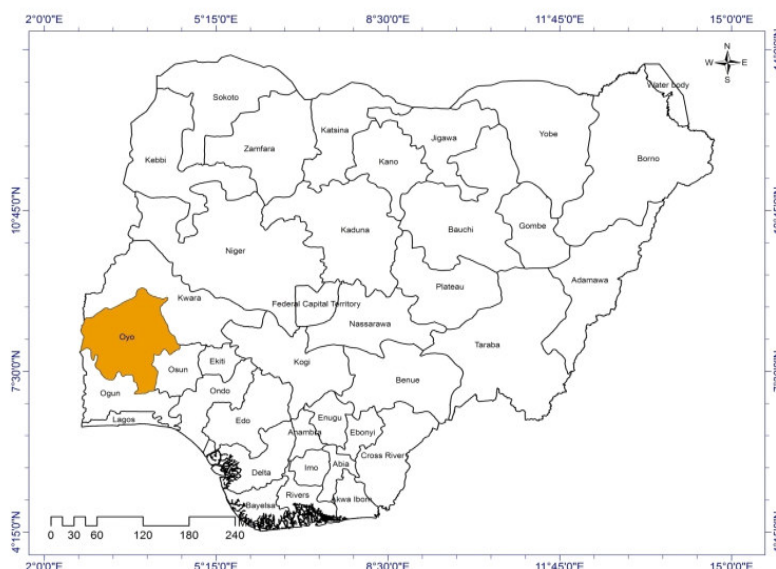 2°0'0"E 5°15'0"E 8°30'0"E 11°45'0"E 15°0'0"E
N
W E
S
Water body
Sokoto
Katsina
Jigawa
Yobe
Zamfara
Kebbi
Kano
Borno
10°45'0"N
Gombe
Kaduna
Bauchi
Niger
Adamawa
Plateau
Kwara
Federal Capital Territory
Nassarawa
Oyo
Taraba
Ekiti
Kogi
Osun
7°30'0"N
Benue
Ogun
Ondo
Lagos
Edo
Enugu
Anambra
Ebonyi
Cross River
Abia
Imo
Delta
Rivers
Akwa Ibom
Bayelsa
0 30 60 120 180 240
4°15'0"N
2°0'0"E 5°15'0"E 8°30'0"E 11°45'0"E 15°0'0"E